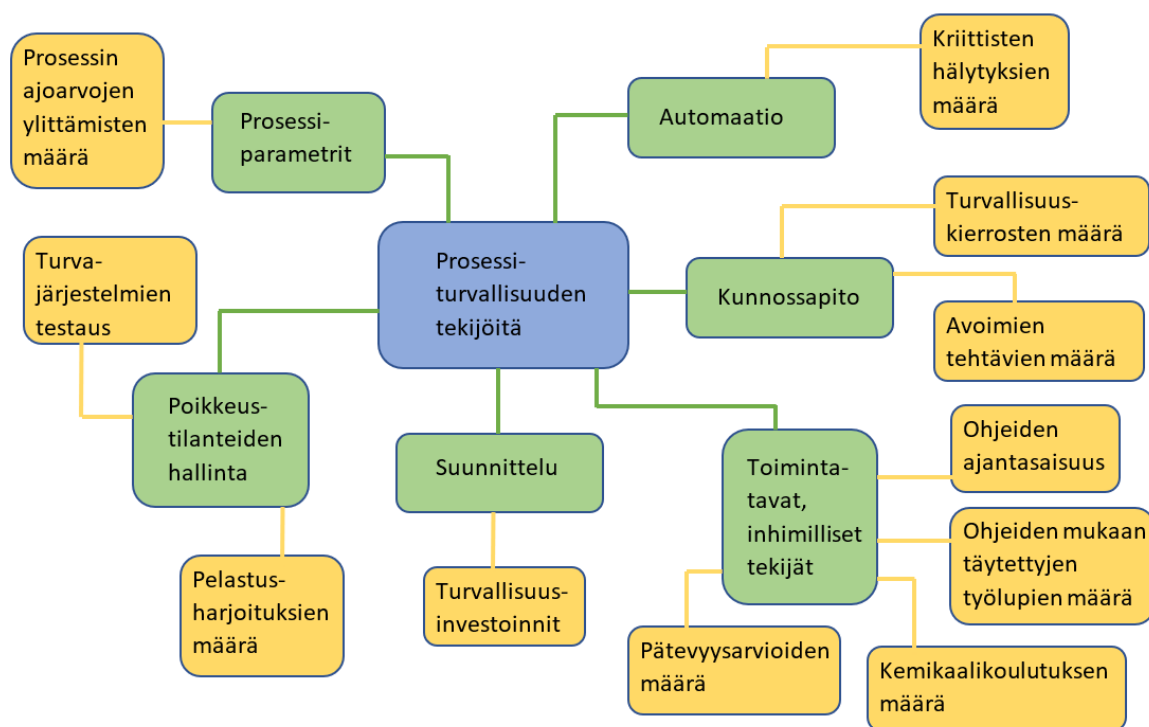 Prosessin
ajoarvojen
ylittämisten
määrä
Prosessi-
parametrit
Automaatio
Kriittisten
hälytyksien
määrä
Turvallisuus-
kierrosten määrä
Prosessi-
turvallisuuden
tekijöitä
Kunnossapito
Avoimien
tehtävien määrä
Turva-
järjestelmien
testaus
Poikkeus-
tilanteiden
hallinta
Pelastus-
harjoituksien
määrä
Suunnittelu
Turvallisuus-
investoinnit
Toiminta-
tavat,
inhimilliset
tekijät
Ohjeiden
ajantasaisuus
Ohjeiden mukaan
täytettyjen
työlupien määrä
Pätevyysarvioiden
määrä
Kemikaalikoulutuksen
määrä